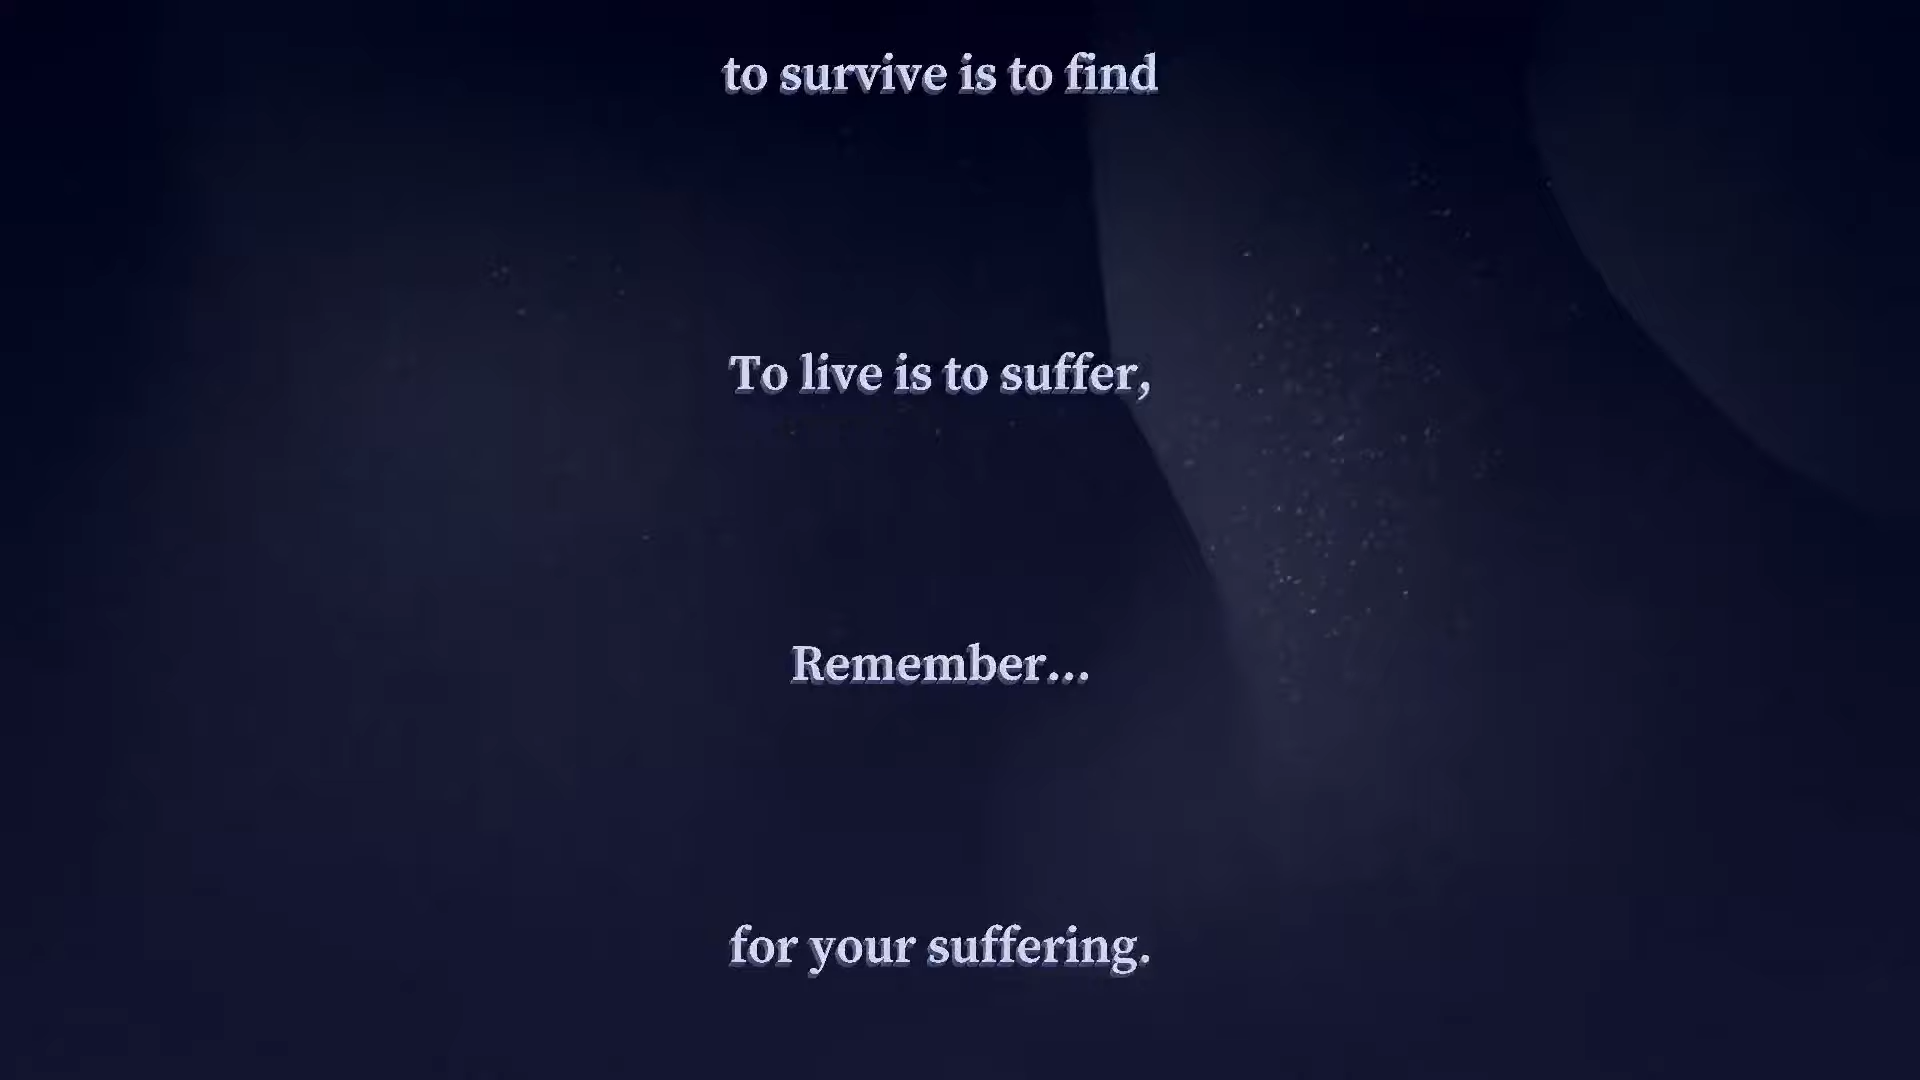 to survive is to find
To live is to suffer,
Remember...
for your suffering.